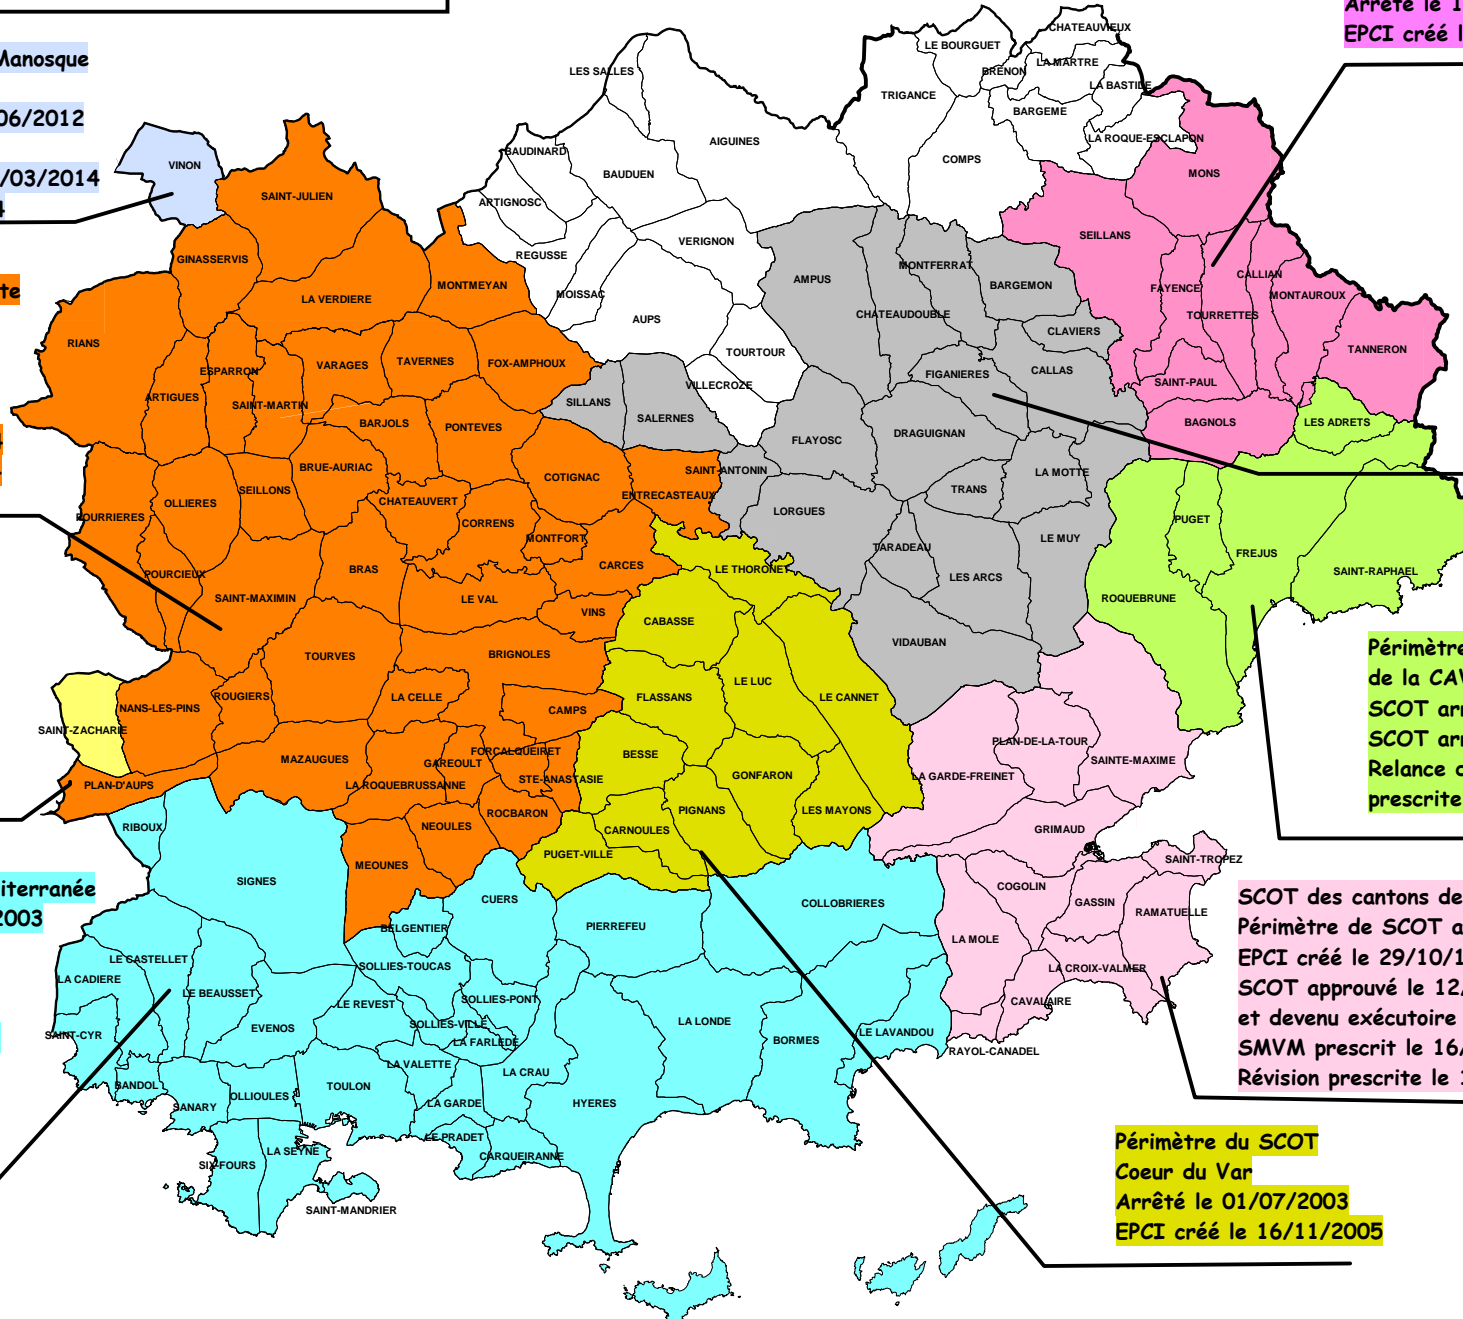 Arrêté le 1
EPCI créé l
Manosque
06/2012
/03/2014
4
te
4
CHATEAUVIEUX
LE BOURGUET
LA MARTRE
BRENON
LES SALLES
LA BASTIDE
TRIGANCE
BARGEME
AIGUINES
LA ROQUE-ESCLAPON
BAUDINARD
COMPS
VINON
BAUDUEN
MONS
SAINT-JULIEN
ARTIGNOSC
SEILLANS
VERIGNON
REGUSSE
GINASSERVIS
MONTFERRAT
CALLIAN
AMPUS
MONTMEYAN
BARGEMON
FAYENCE
MOISSAC
MONTAUROUX
LA VERDIERE
CHATEAUDOUBLE
TOURRETTES
AUPS
CLAVIERS
RIANS
TANNERON
TOURTOUR
TAVERNES
FOX-AMPHOUX
VARAGES
ESPARRON
CALLAS
FIGANIERES
SAINT-PAUL
VILLECROZE
ARTIGUES
SILLANS
SAINT-MARTIN
SALERNES
BARJOLS
BAGNOLS
LES ADRETS
PONTEVES
DRAGUIGNAN
FLAYOSC
BRUE-AURIAC
SAINT-ANTONIN
LA MOTTE
COTIGNAC
SEILLONS
TRANS
ENTRECASTEAUX
CHATEAUVERT
OLLIERES
LORGUES
POURRIERES
PUGET
CORRENS
MONTFORT
LE MUY
TARADEAU
FREJUS
CARCES
BRAS
LE THORONET
SAINT-RAPHAEL
POURCIEUX
LES ARCS
SAINT-MAXIMIN
LE VAL
ROQUEBRUNE
VINS
CABASSE
VIDAUBAN
BRIGNOLES
TOURVES
LE LUC
LA CELLE
FLASSANS
LE CANNET
ROUGIERS
NANS-LES-PINS
CAMPS
SAINT-ZACHARIE
PLAN-DE-LA-TOUR
FORCALQUEIRET
BESSE
MAZAUGUES
GAREOULT
SAINTE-MAXIME
GONFARON
LA GARDE-FREINET
STE-ANASTASIE
PLAN D'AUPS
LA ROQUEBRUSSANNE
PIGNANS
LES MAYONS
ROCBARON
NEOULES
RIBOUX
CARNOULES
GRIMAUD
PUGET-VILLE
SAINT-TROPEZ
MEOUNES
SIGNES
COGOLIN
CUERS
GASSIN
COLLOBRIERES
RAMATUELLE
PIERREFEU
BELGENTIER
LA MOLE
LE CASTELLET
SOLLIES-TOUCAS
LA CROIX-VALMER
LA CADIERE
LE BEAUSSET
SOLLIES-PONT
CAVALAIRE
LE REVEST
LA LONDE
SOLLIES-VILLE
EVENOS
LE LAVANDOU
SAINT-CYR
BORMES
LA FARLEDE
RAYOL-CANADEL
LA VALETTE
LA CRAU
BANDOL
TOULON
OLLIOULES
LA GARDE
HYERES
SANARY
LE PRADET
LA SEYNE
CARQUEIRANNE
SIX-FOURS
SAINT-MANDRIER
Périmètre
de la CAV
SCOT arr
SCOT arr
Relance d
prescrite
iterranée
2003
SCOT des cantons de
Périmètre de SCOT a
EPCI créé le 29/10/1
SCOT approuvé le 12/
et devenu exécutoire
SMVM prescrit le 16/
Révision prescrite le 1
Périmètre du SCOT
Coeur du Var
Arrêté le 01/07/2003
EPCI créé le 16/11/2005